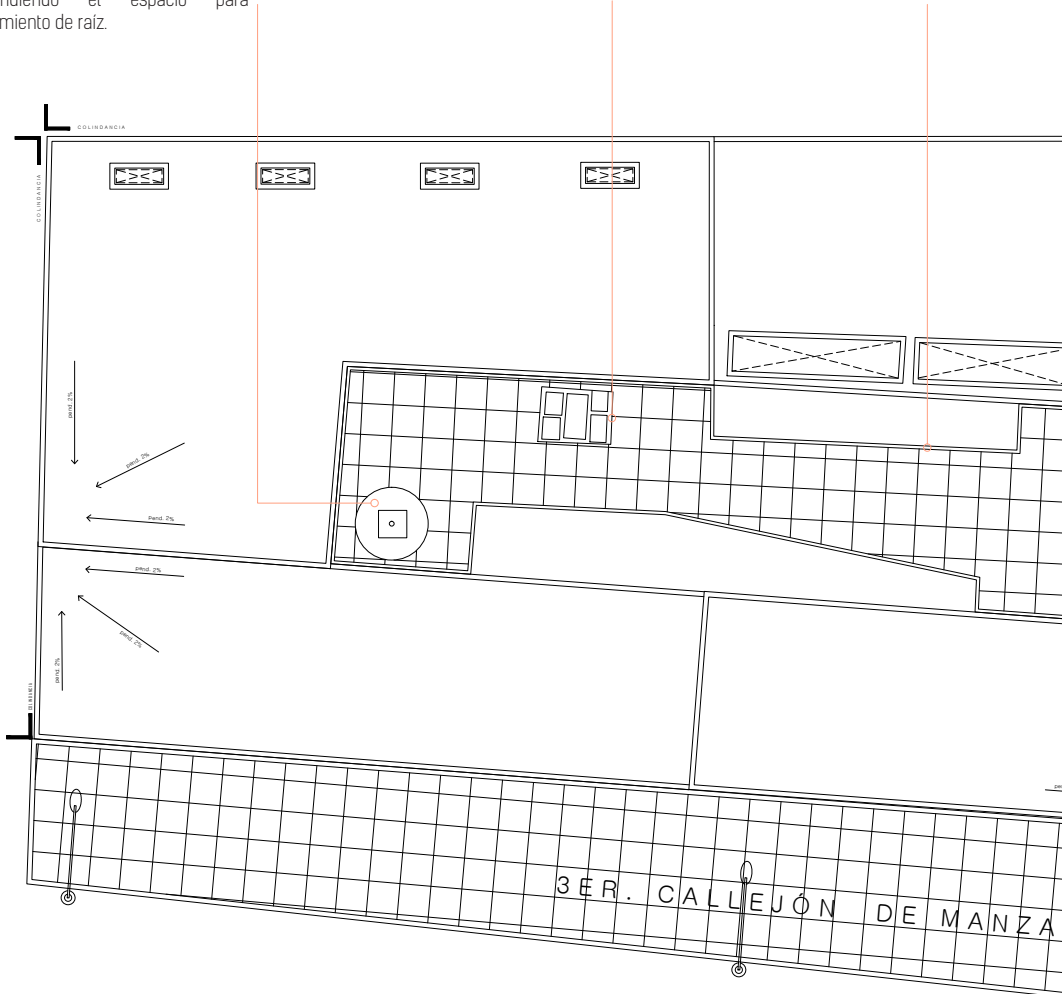 el espacio para
miento de raíz.
COLINDANCIA
COLINDANCIA
pend. 2%
pend. 2%
Pend. 2%
pend. 2%
pend. 2%
pend. 2%
COLINDANCIA
3ER. CALLEJÓN DE MANZA